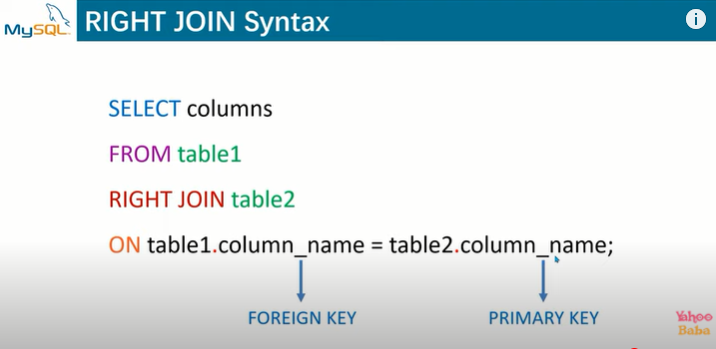 MySQL
RIGHT JOIN Syntax
i
SELECT columns
FROM table1
RIGHT JOIN table2
ON table1.column_name = table2.column_name;
FOREIGN KEY
PRIMARY KEY
Yahoo
Baba